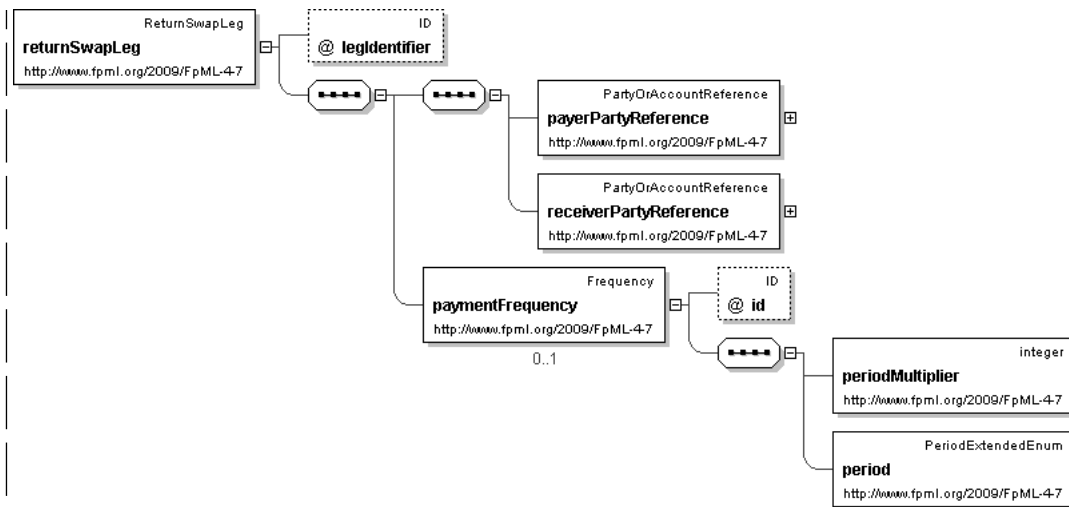 ReturnSwapLeg
returnSwapLeg
http://www.fpml.org/2009/FpML-4-7
ID
@ legIdentifier
PartyOrAccountReference
payerPartyReference
http://www.fpml.org/2009/FpML-4-7
PartyOrAccountReference
receiverPartyReference
http://www.fpml.org/2009/FpML-4-7
Frequency
paymentFrequency
http://www.fpml.org/2009/FpML-4-7
0..1
ID
@ id
integer
periodMultiplier
http://www.fpml.org/2009/FpML-4-7
PeriodExtendedEnum
period
http://www.fpml.org/2009/FpML-4-7